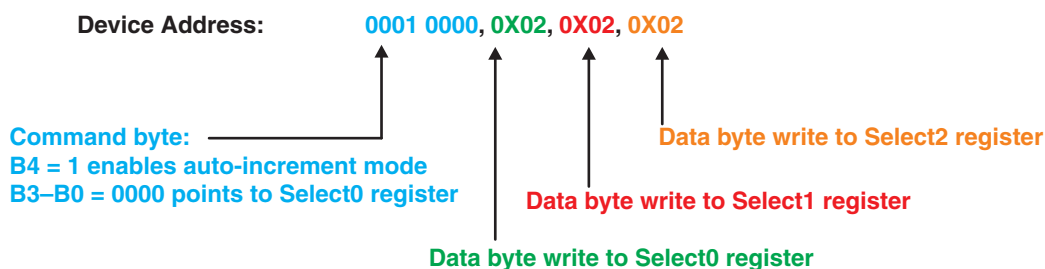 Device Address: 0001 0000, 0X02, 0X02, 0X02
Command byte:
B4 = 1 enables auto-increment mode
B3–B0 = 0000 points to Select0 register
Data byte write to Select2 register
Data byte write to Select1 register
Data byte write to Select0 register